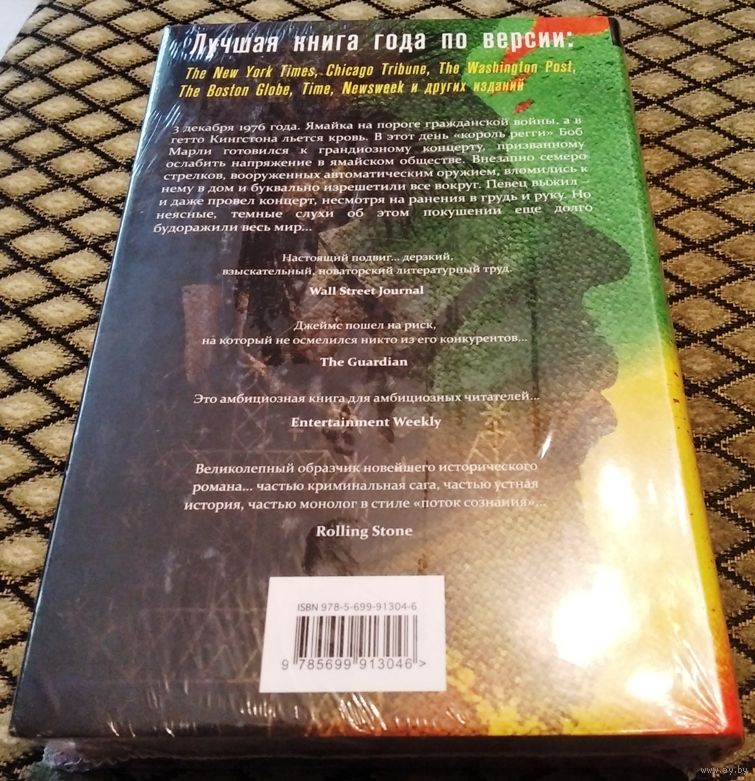 Лучшая книга года по версии:
The New York Times, Chicago Tribune, The Washington Post,
The Boston Globe, Time, Newsweek и других изданий
3 декабря 1976 года. Ямайка на пороге гражданской войны, а в
гетто Кингстона льется кровь. В этот день «король регги» Боб
Марли готовился к грандиозному концерту, призванному
ослабить напряжение в ямайском обществе. Внезапно семеро
стрелков, вооруженных автоматическим оружием, вломились к
нему в дом и буквально изрешетили все вокруг. Певец выжил –
и даже провел концерт, несмотря на ранения в грудь и руку. Но
неясные, темные слухи об этом покушении еще долго
будоражили весь мир...
Настоящий подвиг... дерзкий,
взыскательный, новаторский литературный труд.
Wall Street Journal
Джеймс пошел на риск,
на который не осмелился никто из его конкурентов...
The Guardian
Это амбициозная книга для амбициозных читателей...
Entertainment Weekly
Великолепный образчик новейшего исторического
романа... частью криминальная сага, частью устная
история, частью монолог в стиле «поток сознания»...
Rolling Stone
ISBN 978-5-699-91304-6
9 785699 913046 >
www.ay.by